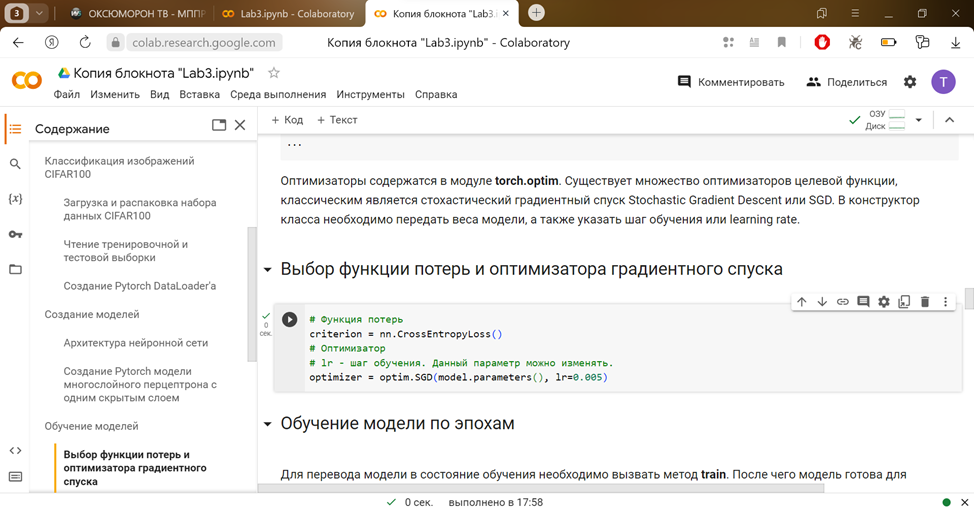 3
ОКСЮМОРОН ТВ - МППР
Lab3.ipynb - Colaboratory
Копия блокнота "Lab3.i
colab.research.google.com
Копия блокнота "Lab3.ipynb" - Colaboratory
Копия блокнота "Lab3.ipynb"
Файл Изменить Вид Вставка Среда выполнения Инструменты Справка
Комментировать
Поделиться
T
Содержание
+ Код + Текст
ОЗУ
Диск
Классификация изображений
CIFAR100
Загрузка и распаковка набора
данных CIFAR100
Чтение тренировочной и
тестовой выборки
Создание Pytorch DataLoader'а
Создание моделей
Архитектура нейронной сети
Создание Pytorch модели
многослойного перцептрона с
одним скрытым слоем
Обучение моделей
Выбор функции потерь и
оптимизатора градиентного
спуска
...
Оптимизаторы содержатся в модуле torch.optim. Существует множество оптимизаторов целевой функции,
классическим является стохастический градиентный спуск Stochastic Gradient Descent или SGD. В конструктор
класса необходимо передать веса модели, а также указать шаг обучения или learning rate.
Выбор функции потерь и оптимизатора градиентного спуска
0
сек.
# Функция потерь
criterion = nn.CrossEntropyLoss()
# Оптимизатор
# lr - шаг обучения. Данный параметр можно изменять.
optimizer = optim.SGD(model.parameters(), lr=0.005)
Обучение модели по эпохам
Для перевода модели в состояние обучения необходимо вызвать метод train. После чего модель готова для
0 сек. выполнено в 17:58